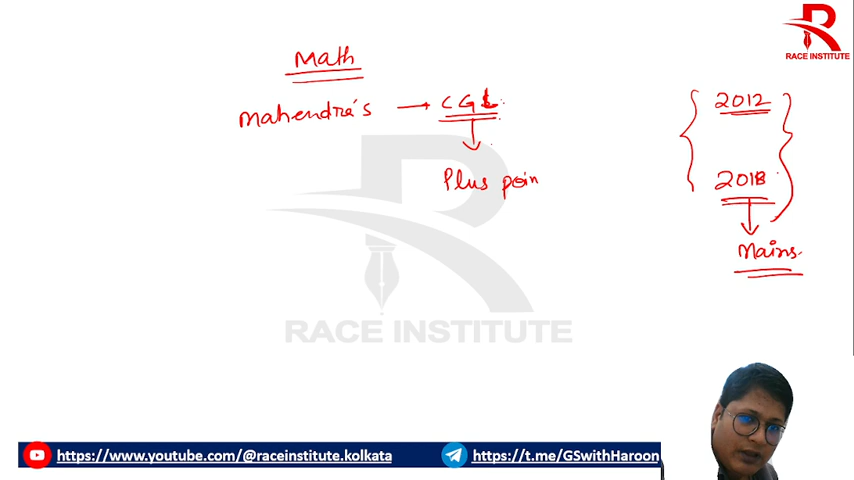 RACE INSTITUTE
Math
Mahendra's → CGL
Plus poin
2012
2018
Mains
RACE INSTITUTE
https://www.youtube.com/@raceinstitute.kolkata
https://t.me/GSwithHaroon